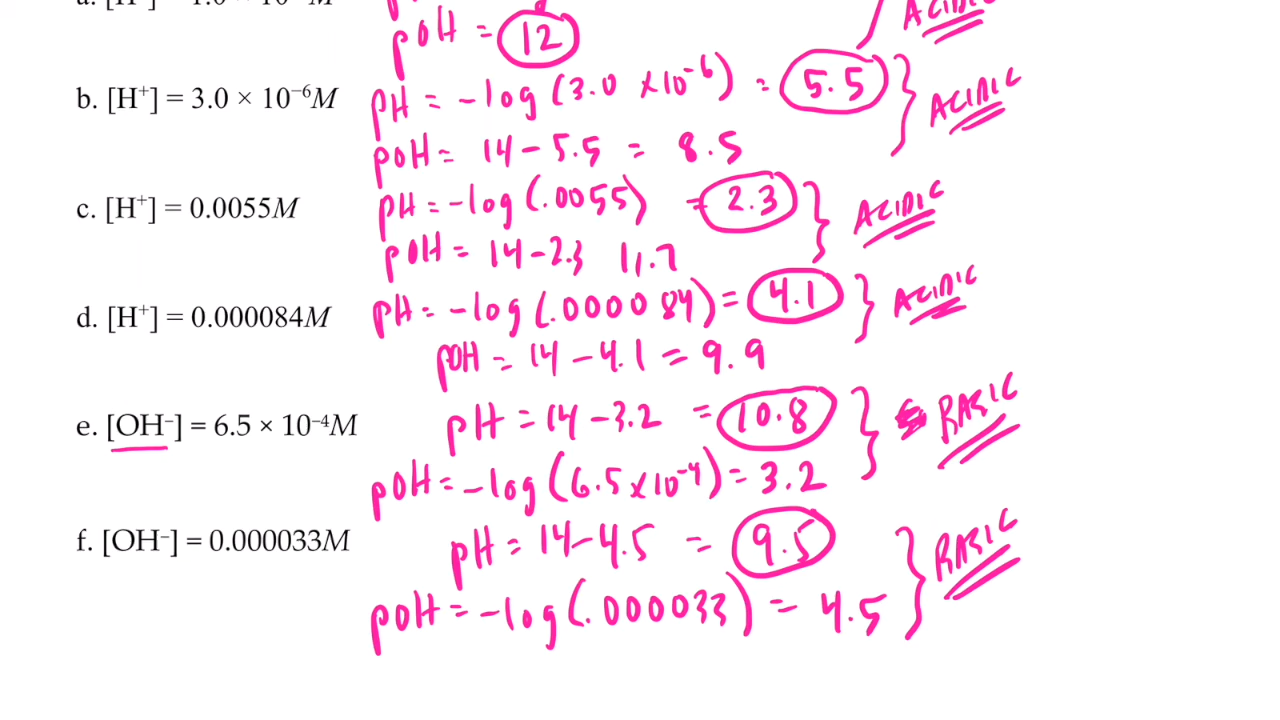 a. [H⁺] = 1.0 × 10 M
pOH = 12
ACIDIC
b. [H⁺] = 3.0 × 10⁻⁶M
pH = -log (3.0 x10⁻⁶) = 5.5
ACIDIC
pOH = 14 - 5.5 = 8.5
c. [H⁺] = 0.0055M
pH = -log (.0055) = 2.3
ACIDIC
pOH = 14 - 2.3 11.7
d. [H⁺] = 0.000084M
pH = -log (.000084) = 4.1
ACIDIC
pOH = 14 - 4.1 = 9.9
e. [OH⁻] = 6.5 × 10⁻⁴M
pH = 14 - 3.2 = 10.8
BASIC
pOH = -log (6.5 x10⁻⁴) = 3.2
f. [OH⁻] = 0.000033M
pH = 14 - 4.5 = 9.5
BASIC
pOH = -log (.000033) = 4.5